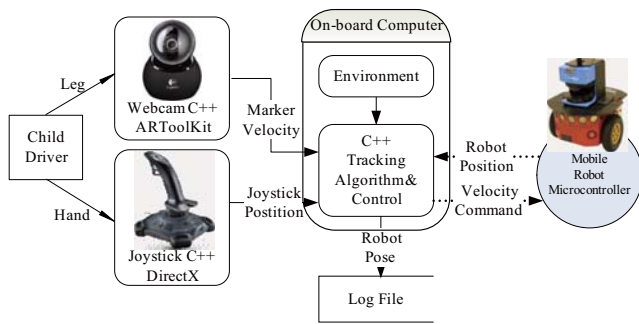 On-board Computer
Leg
Webcam C++
ARToolKit
Marker
Velocity
Environment
Child
Driver
C++
Tracking
Algorithm&
Control
Robot
Position
Mobile
Robot
Microcontroller
Hand
Joystick
Postition
Velocity
Command
Joystick C++
DirectX
Robot
Pose
Log File